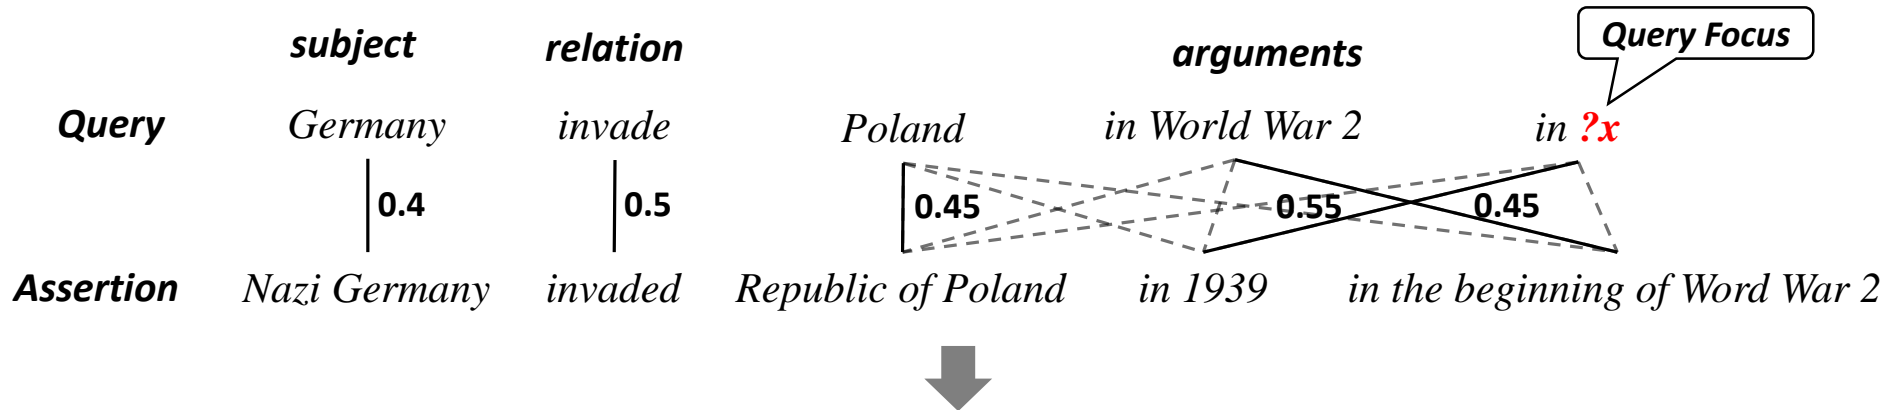 subject relation arguments Query Focus
Query Germany invade Poland in World War 2 in ?x
0.4 0.5 0.45 0.55 0.45
Assertion Nazi Germany invaded Republic of Poland in 1939 in the beginning of Word War 2